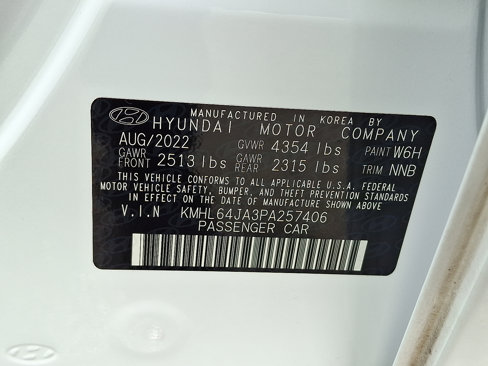 MANUFACTURED IN KOREA BY
HYUNDAI MOTOR COMPANY
AUG/2022 GVWR 4354 lbs PAINT W6H
GAWR FRONT 2513 lbs GAWR REAR 2315 lbs TRIM NNB
THIS VEHICLE CONFORMS TO ALL APPLICABLE U.S.A. FEDERAL
MOTOR VEHICLE SAFETY, BUMPER, AND THEFT PREVENTION STANDARDS
IN EFFECT ON THE DATE OF MANUFACTURE SHOWN ABOVE
V.I.N KMHL64JA3PA257406
PASSENGER CAR